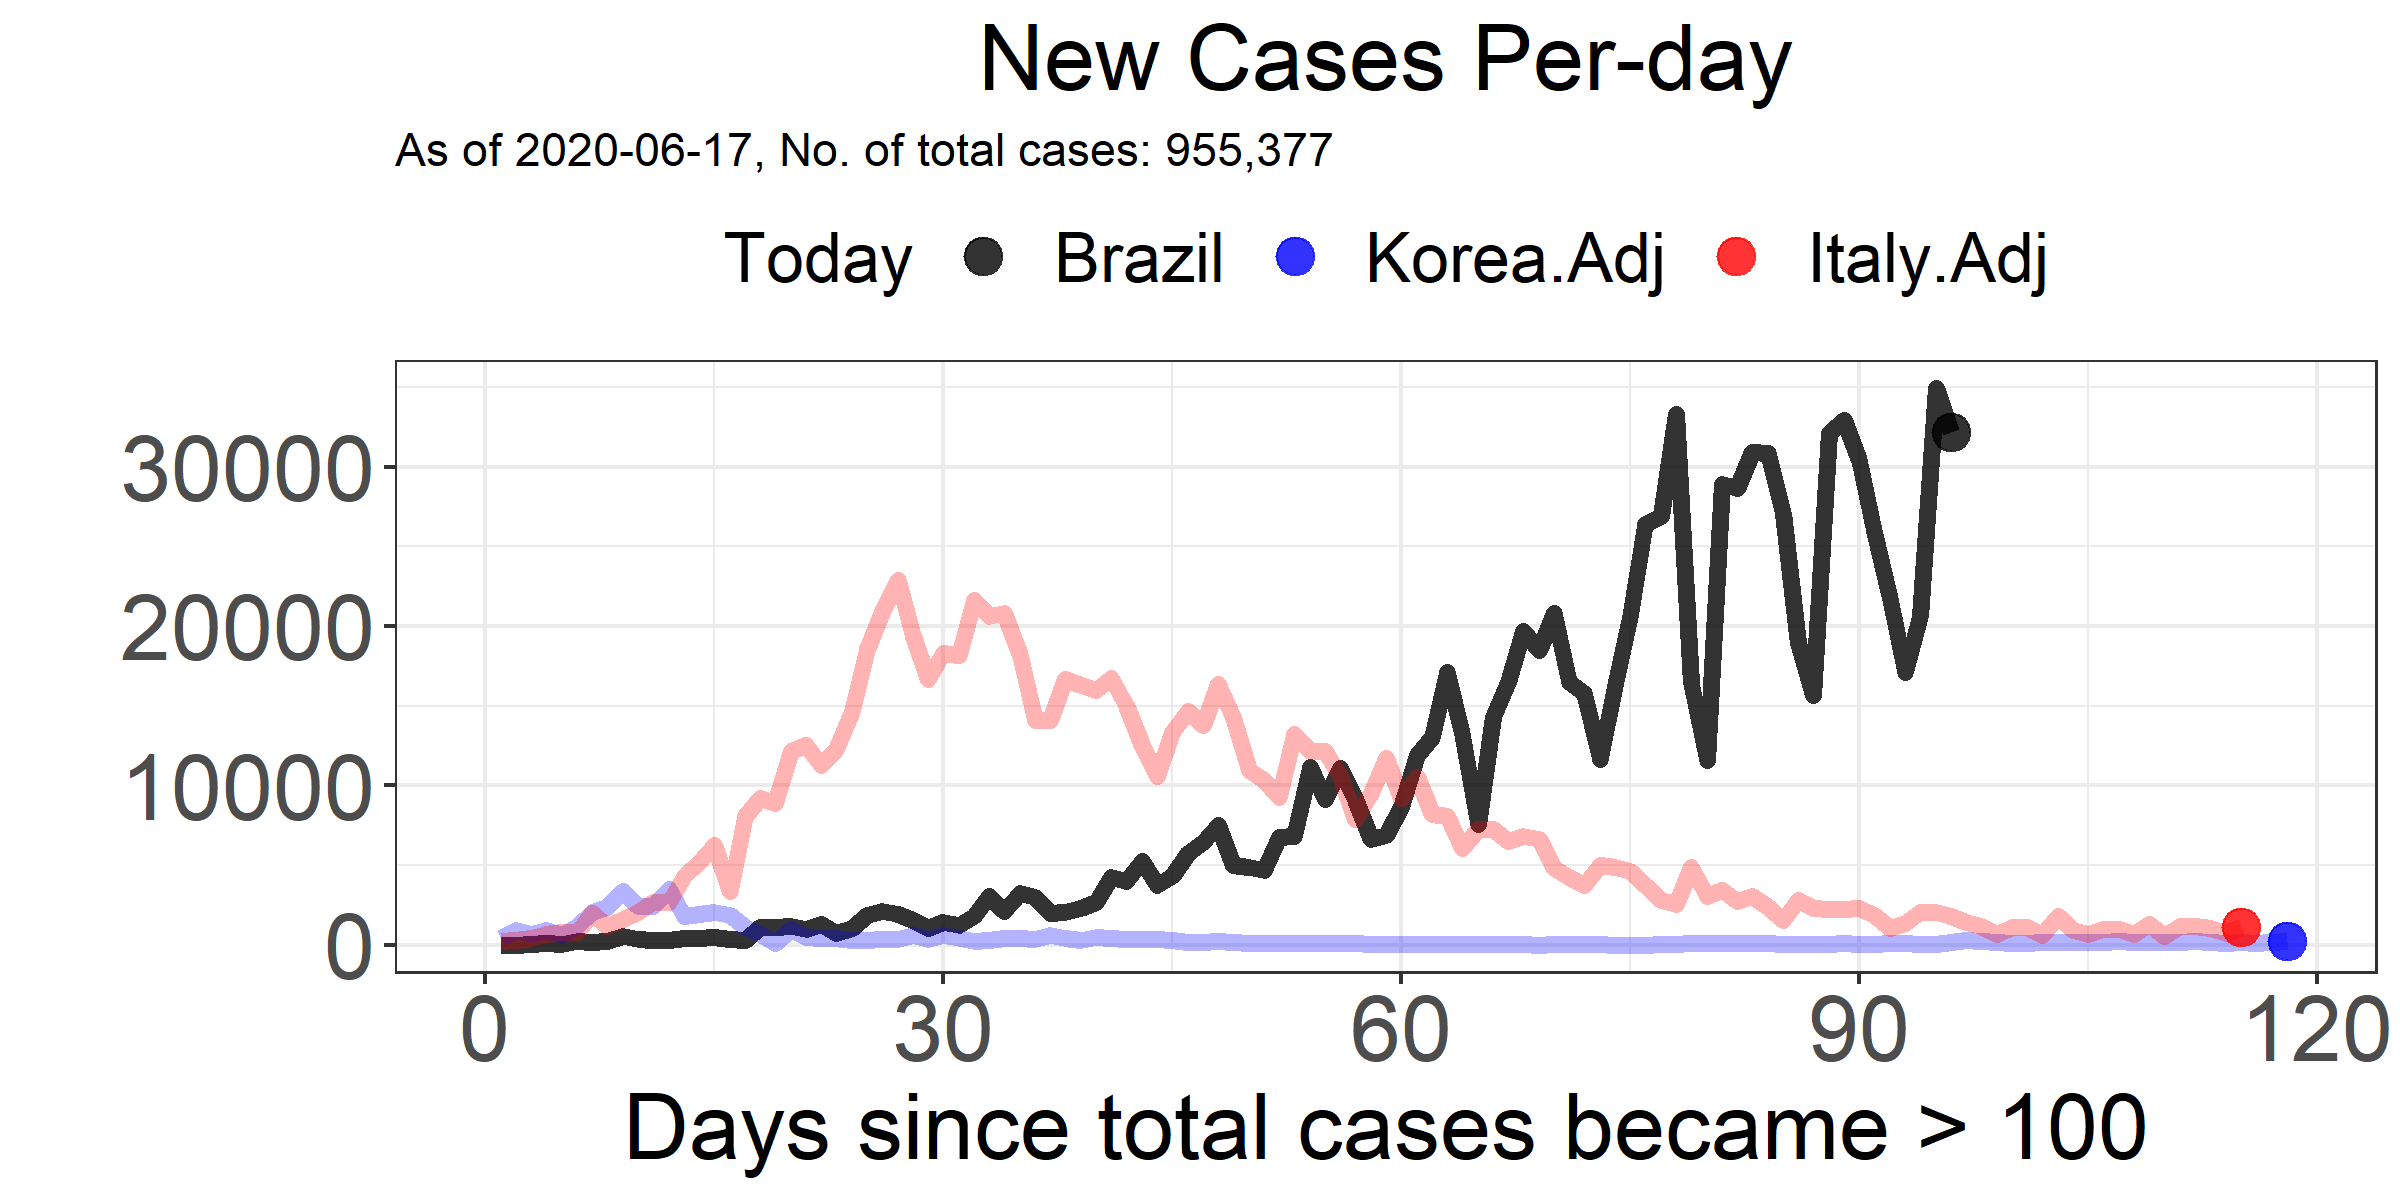 New Cases Per-day
As of 2020-06-17, No. of total cases: 955,377
Today Brazil Korea.Adj Italy.Adj
30000
20000
10000
0
0 30 60 90 120
Days since total cases became > 100